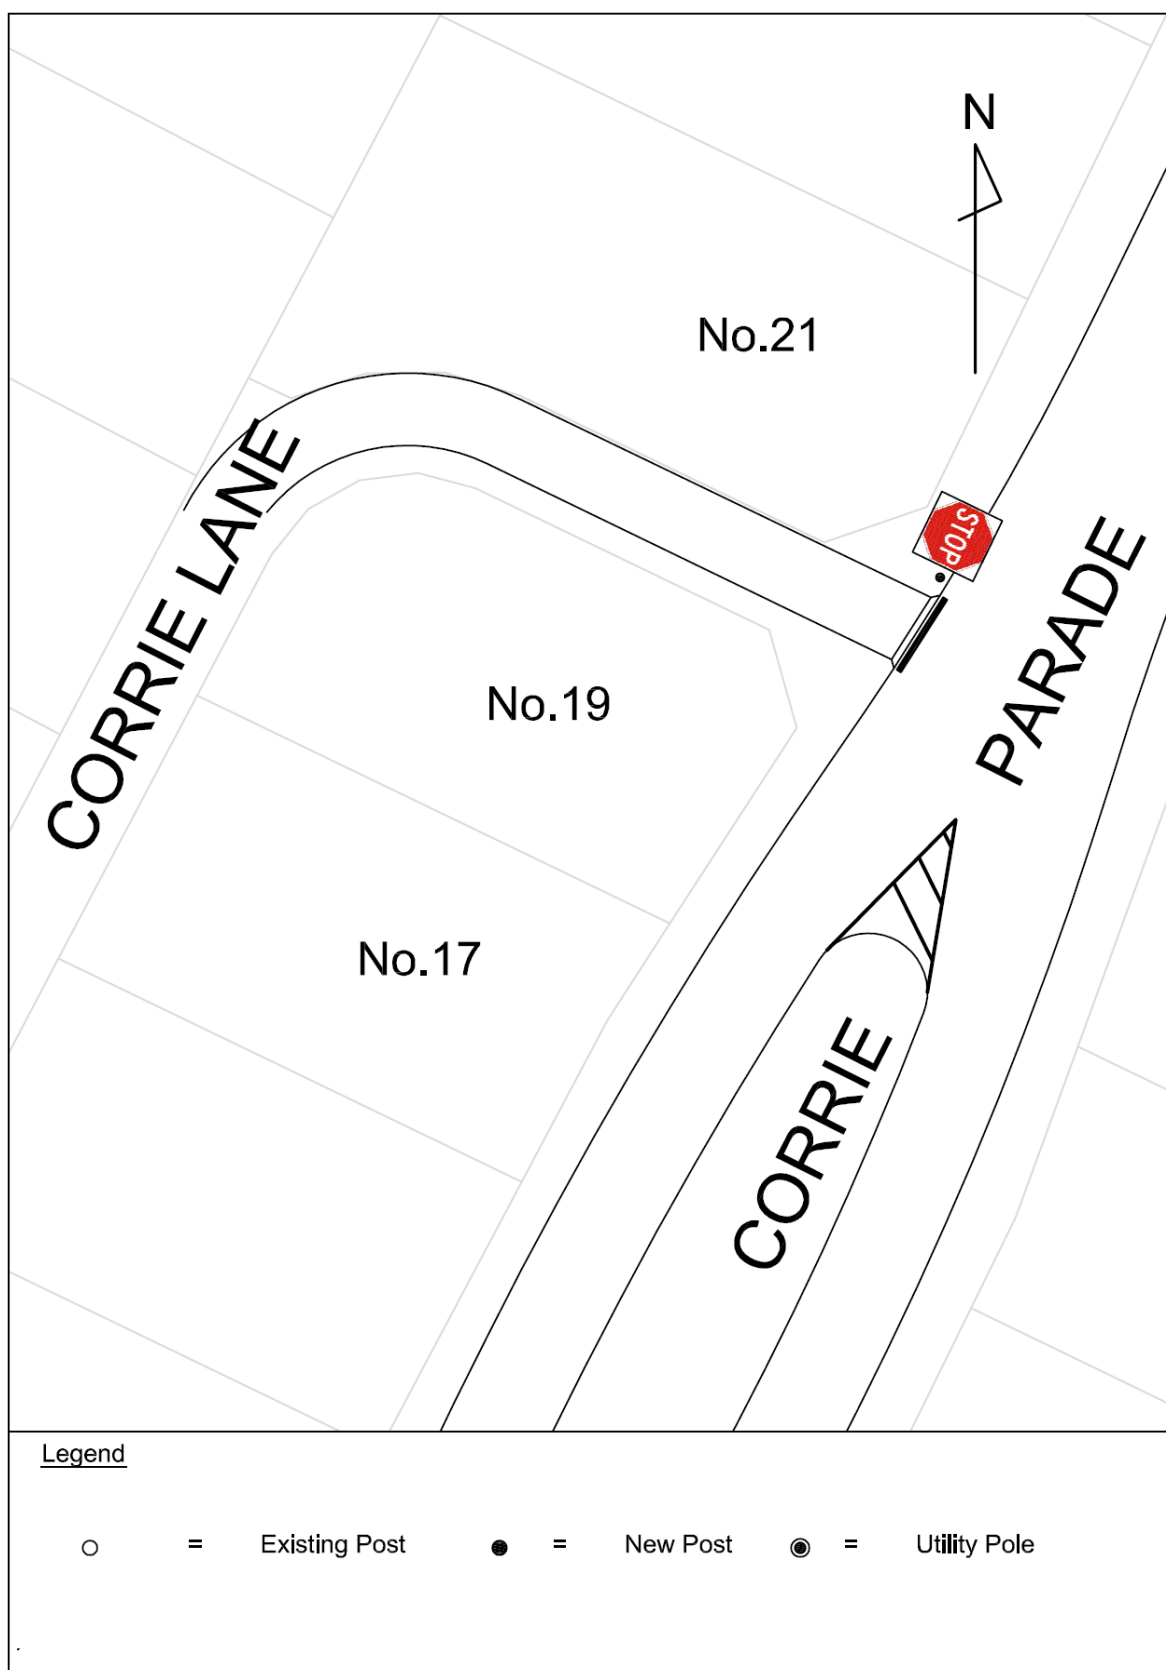 N
No.21
STOP
CORRIE LANE
PARADE
No.19
No.17
CORRIE
Legend
= Existing Post = New Post = Utility Pole